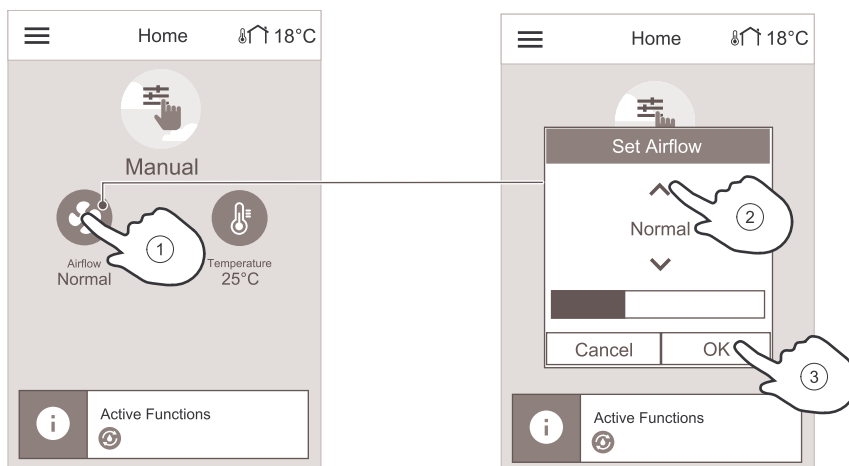 Home 18°C
Manual
Airflow
Normal
Temperature
25°C
1
i
Active Functions
Home 18°C
Set Airflow
Normal
2
Cancel OK
3
i
Active Functions